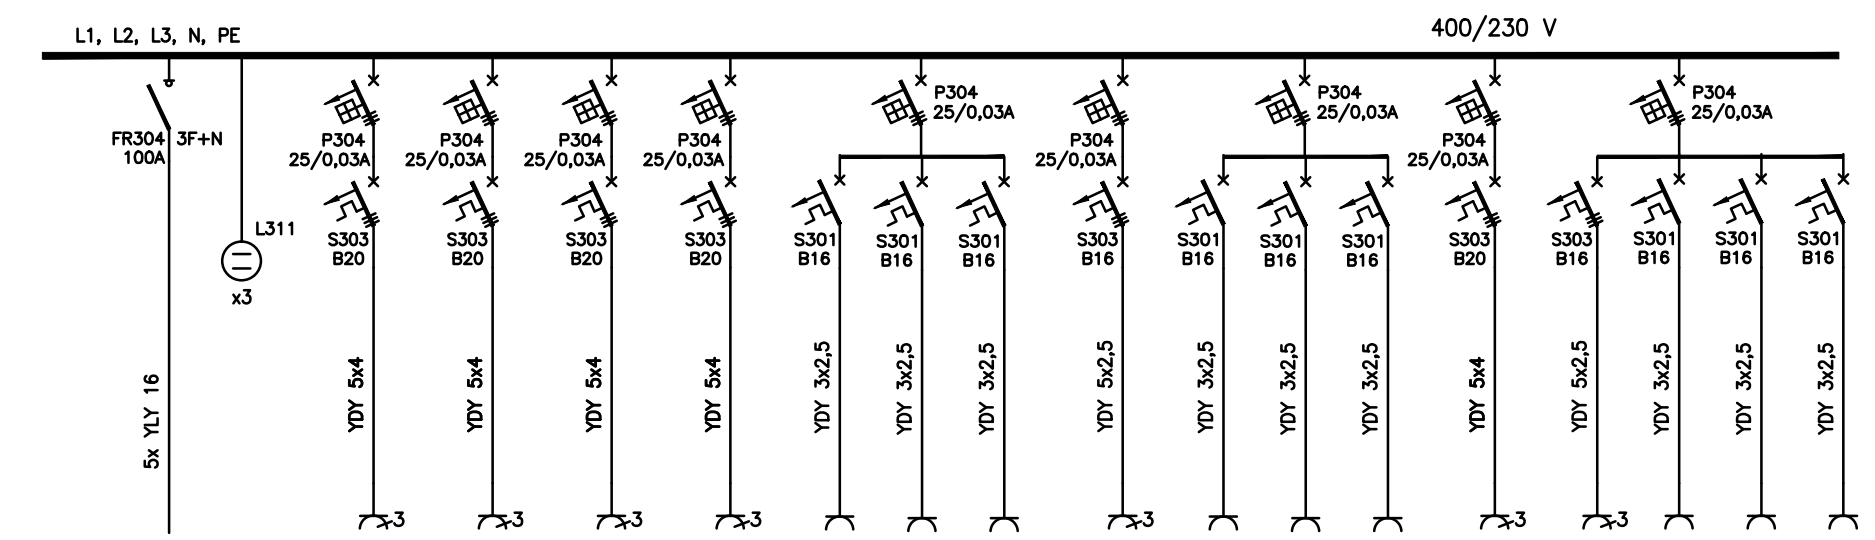 L1, L2, L3, N, PE
400/230 V
FR304 3F+N
100A
L311
x3
5x YLY 16
P304
25/0,03A
S303
B20
YDY 5x4
3
P304
25/0,03A
S303
B20
YDY 5x4
3
P304
25/0,03A
S303
B20
YDY 5x4
3
P304
25/0,03A
S303
B20
YDY 5x4
3
P304
25/0,03A
S301
B16
YDY 3x2,5
S301
B16
YDY 3x2,5
S301
B16
YDY 3x2,5
P304
25/0,03A
S303
B16
YDY 5x2,5
3
P304
25/0,03A
S301
B16
YDY 3x2,5
S301
B16
YDY 3x2,5
S301
B16
YDY 3x2,5
P304
25/0,03A
S303
B20
YDY 5x4
3
P304
25/0,03A
S303
B16
YDY 5x2,5
3
S301
B16
YDY 3x2,5
S301
B16
YDY 3x2,5
S301
B16
YDY 3x2,5